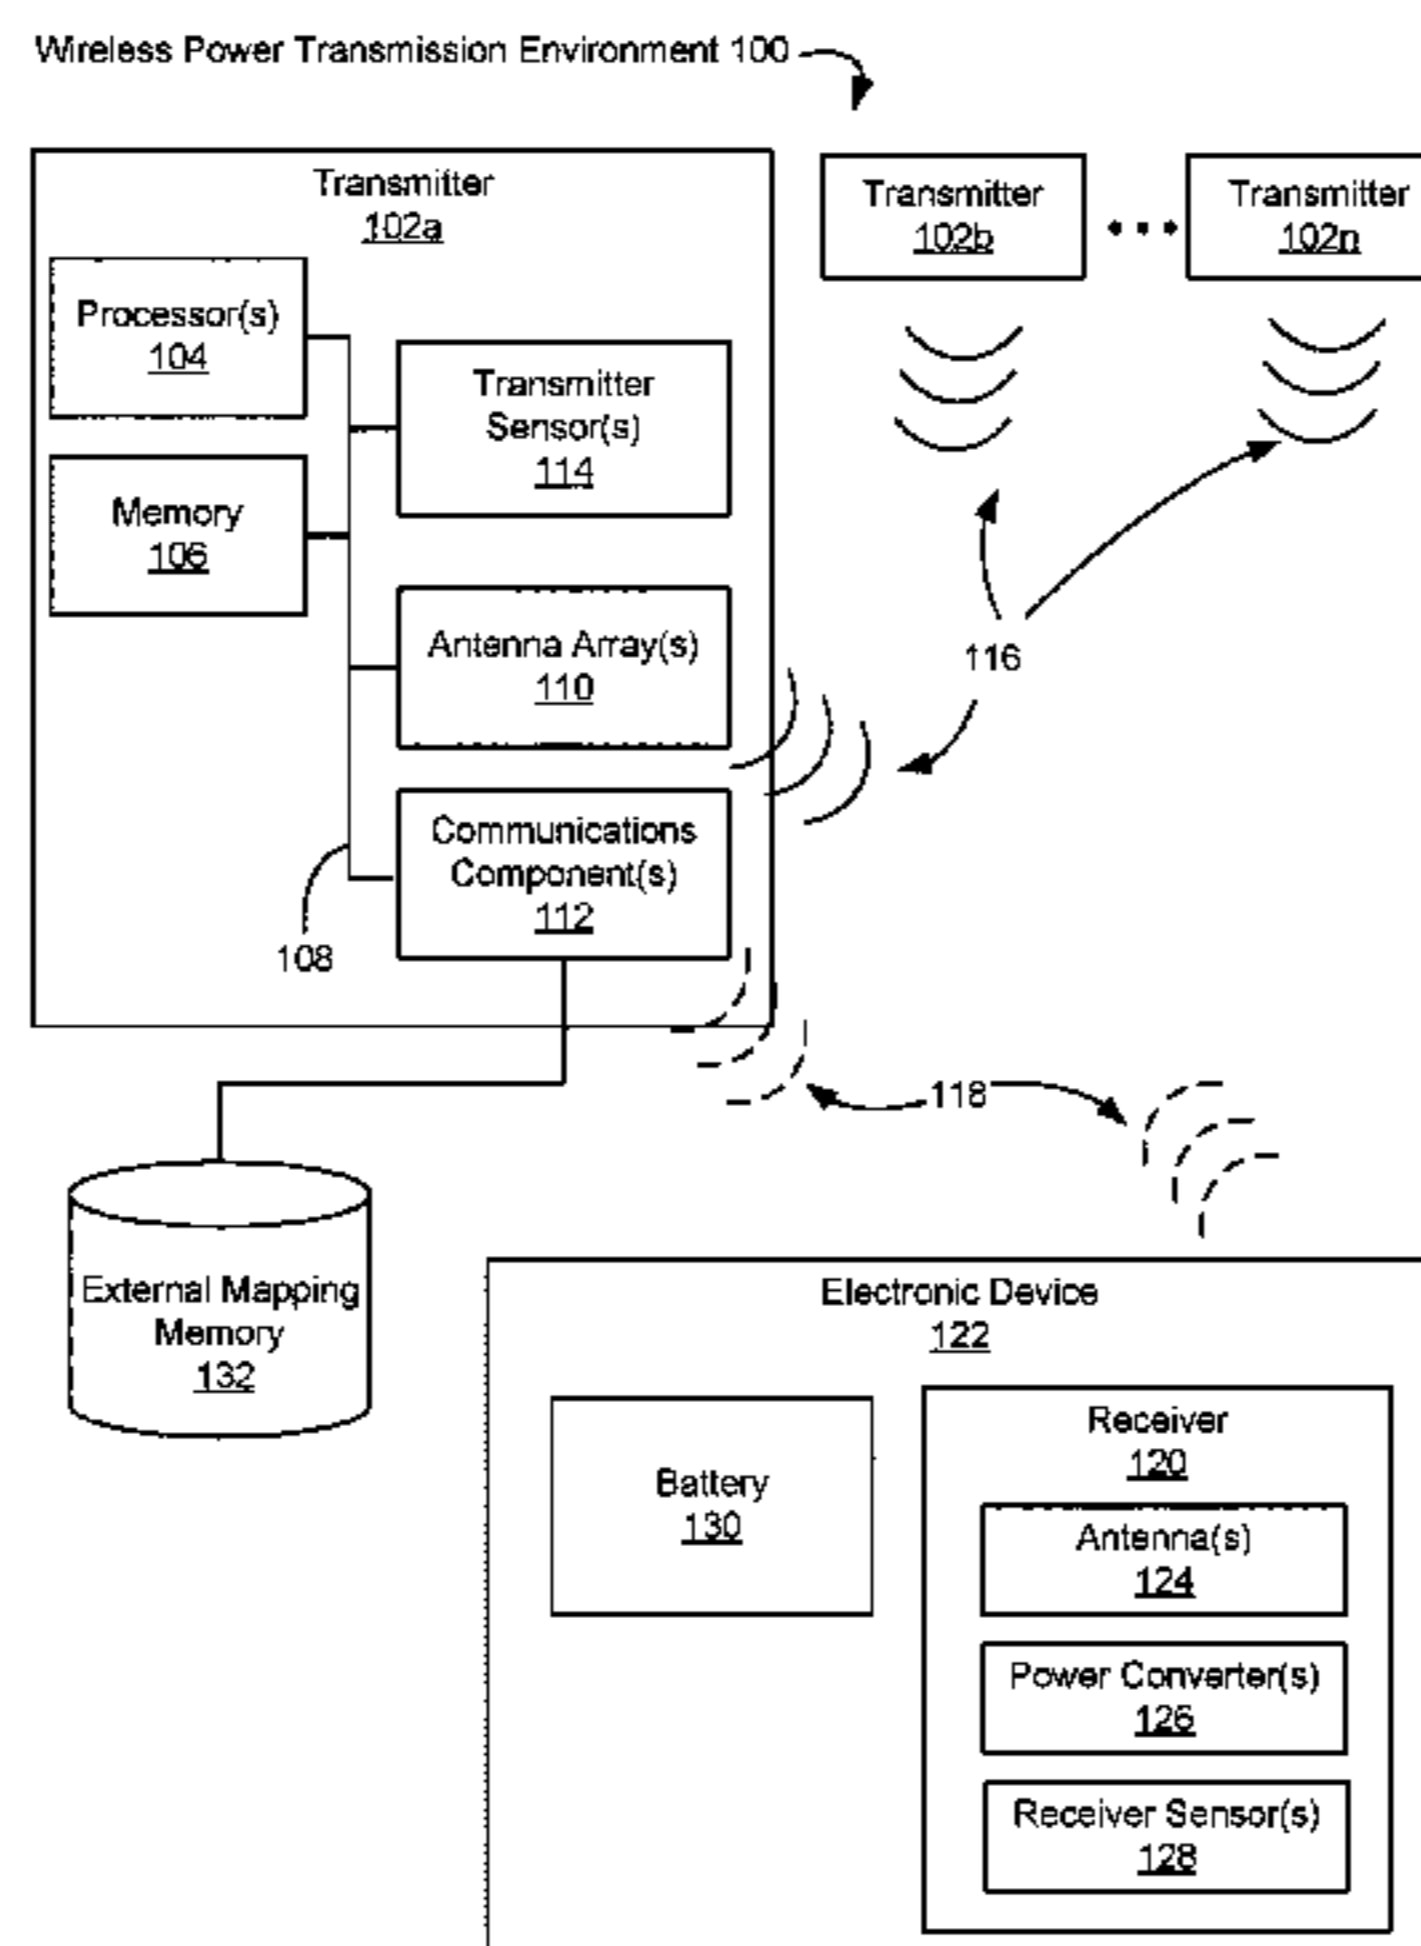 Wireless Power Transmission Environment 100
Transmitter
102a
Transmitter
102b
Transmitter
102n
Processor(s)
104
Transmitter
Sensor(s)
114
Memory
106
Antenna Array(s)
110
116
Communications
Component(s)
112
108
118
External Mapping
Memory
132
Electronic Device
122
Battery
130
Receiver
120
Antenna(s)
124
Power Converter(s)
126
Receiver Sensor(s)
128